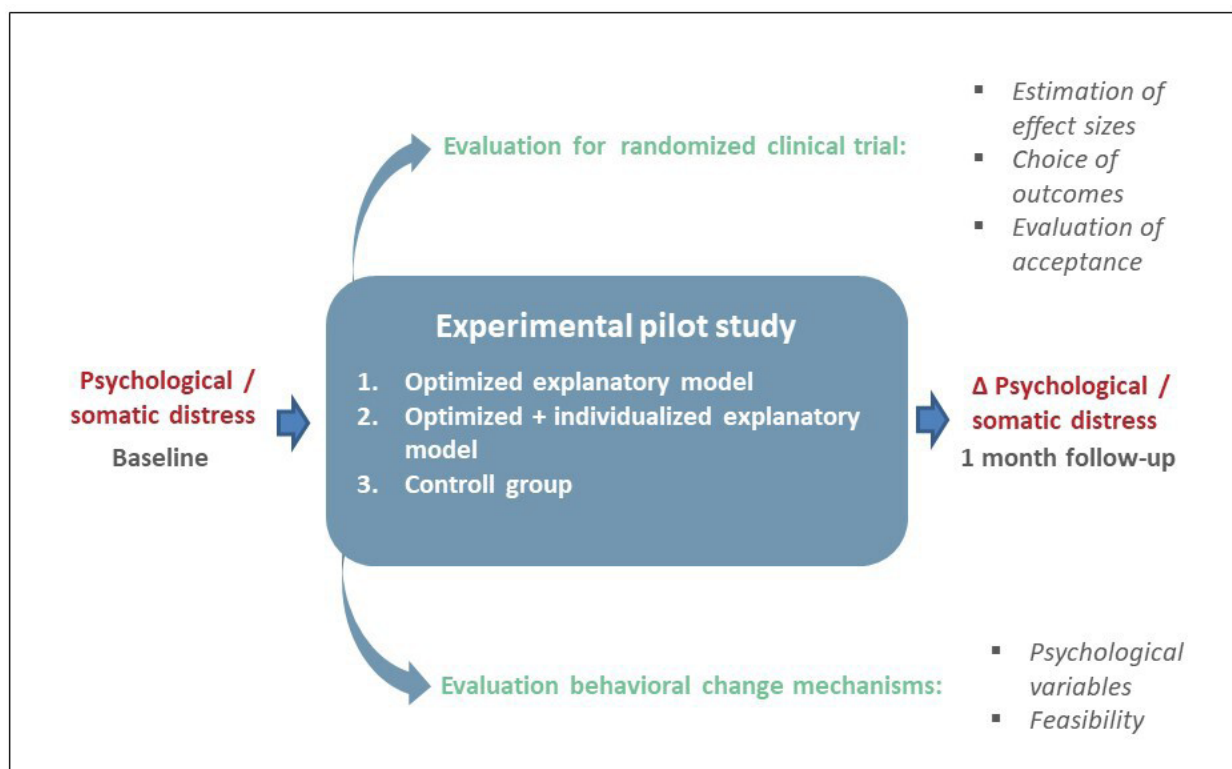 Evaluation for randomized clinical trial:
▪ Estimation of
effect sizes
▪ Choice of
outcomes
▪ Evaluation of
acceptance
Psychological /
somatic distress
Baseline
Experimental pilot study
1. Optimized explanatory model
2. Optimized + individualized explanatory
model
3. Controll group
Δ Psychological /
somatic distress
1 month follow-up
Evaluation behavioral change mechanisms:
▪ Psychological
variables
▪ Feasibility